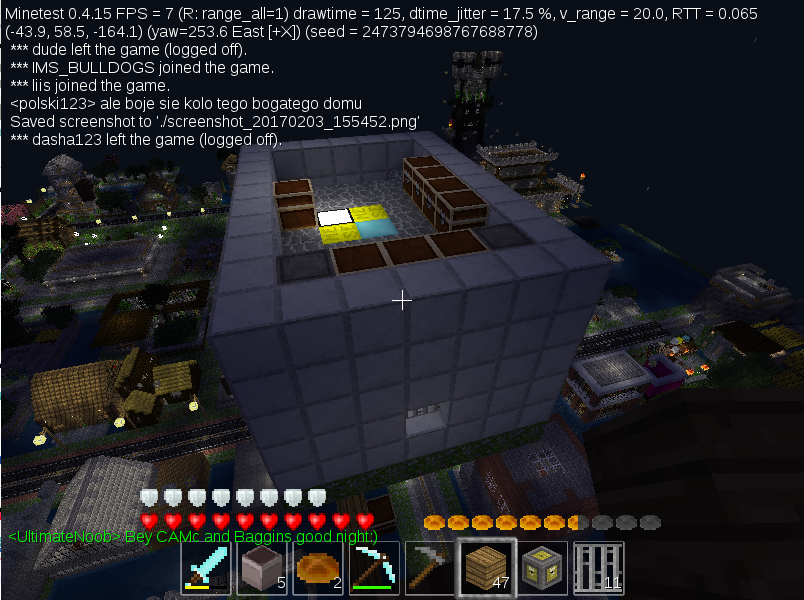 Minetest 0.4.15 FPS = 7 (R: range_all=1) drawtime = 125, dtime_jitter = 17.5 %, v_range = 20.0, RTT = 0.065
(-43.9, 58.5, -164.1) (yaw=253.6 East [+X]) (seed = 2473794698767688778)
*** dude left the game (logged off).
*** IMS_BULLDOGS joined the game.
*** liis joined the game.
<polski123> ale boje sie kolo tego bogatego domu
Saved screenshot to './screenshot_20170203_155452.png'
*** dasha123 left the game (logged off).
<UltimateNoob> Bey CAMc and Baggins good night:)
5 2 47 11